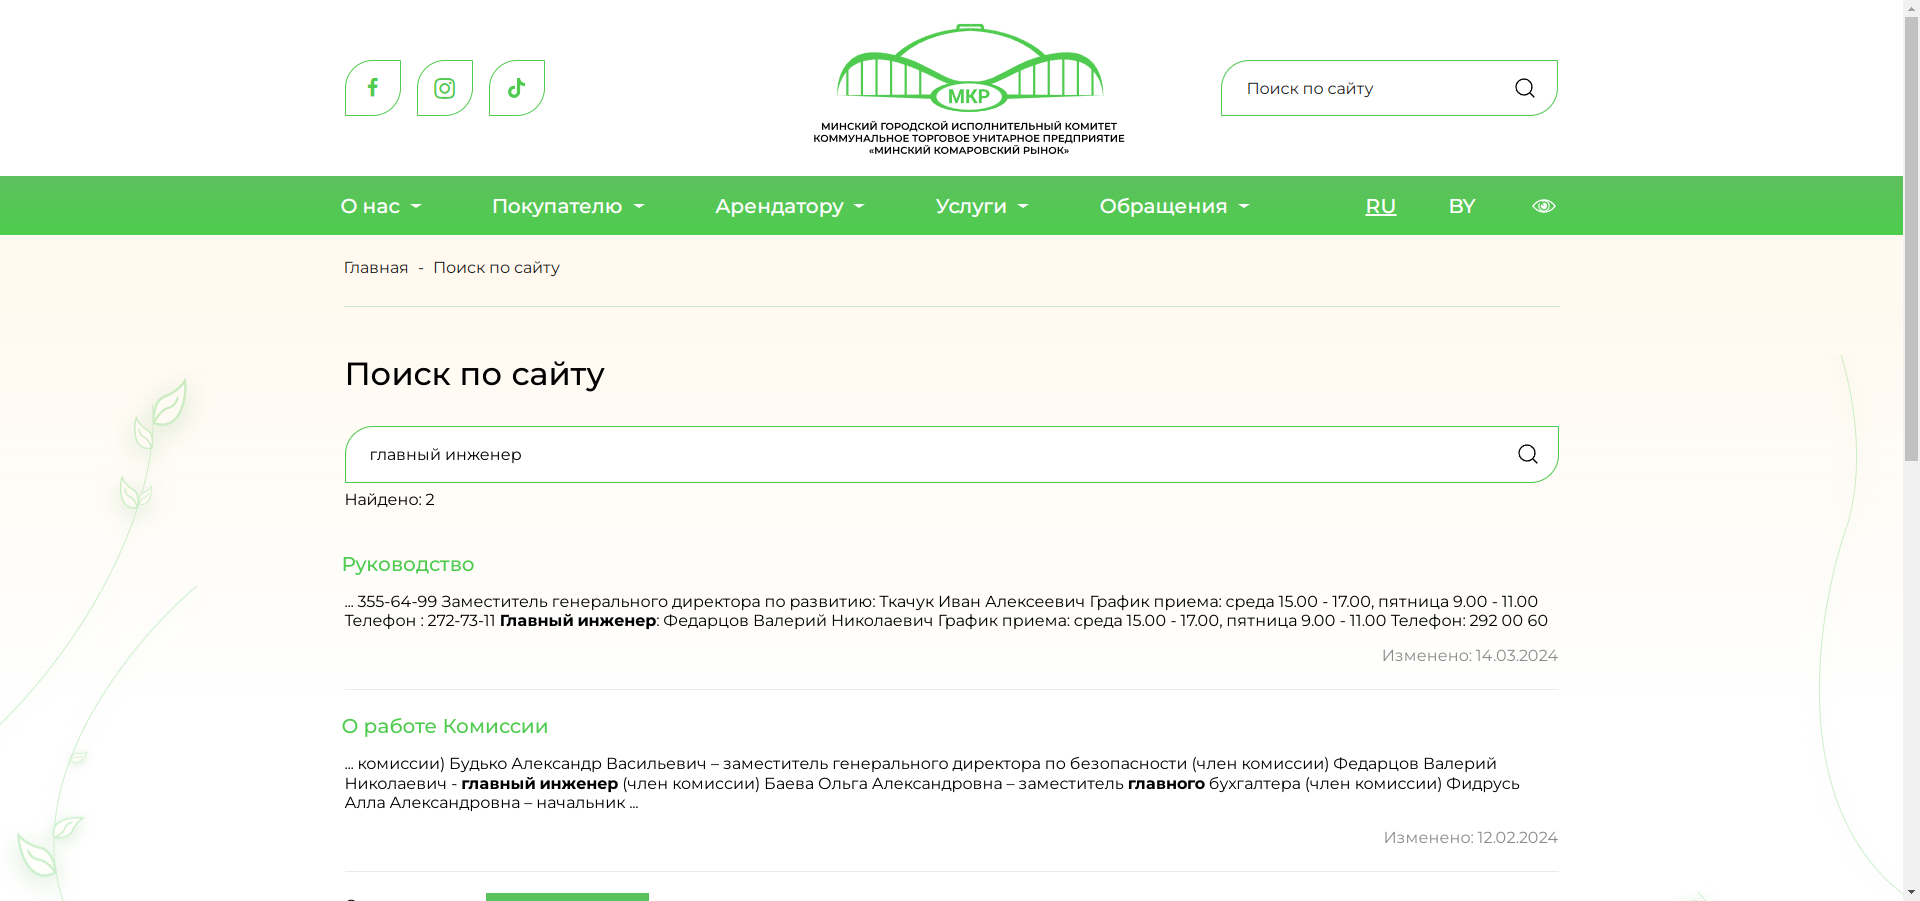 МКР
МИНСКИЙ ГОРОДСКОЙ ИСПОЛНИТЕЛЬНЫЙ КОМИТЕТ
КОММУНАЛЬНОЕ ТОРГОВОЕ УНИТАРНОЕ ПРЕДПРИЯТИЕ
«МИНСКИЙ КОМАРОВСКИЙ РЫНОК»
Поиск по сайту
О нас Покупателю Арендатору Услуги Обращения RU BY
Главная - Поиск по сайту
Поиск по сайту
главный инженер
Найдено: 2
Руководство
... 355-64-99 Заместитель генерального директора по развитию: Ткачук Иван Алексеевич График приема: среда 15.00 - 17.00, пятница 9.00 - 11.00
Телефон : 272-73-11 Главный инженер: Федарцов Валерий Николаевич График приема: среда 15.00 - 17.00, пятница 9.00 - 11.00 Телефон: 292 00 60
Изменено: 14.03.2024
О работе Комиссии
... комиссии) Будько Александр Васильевич – заместитель генерального директора по безопасности (член комиссии) Федарцов Валерий
Николаевич - главный инженер (член комиссии) Баева Ольга Александровна – заместитель главного бухгалтера (член комиссии) Фидрусь
Алла Александровна – начальник ...
Изменено: 12.02.2024